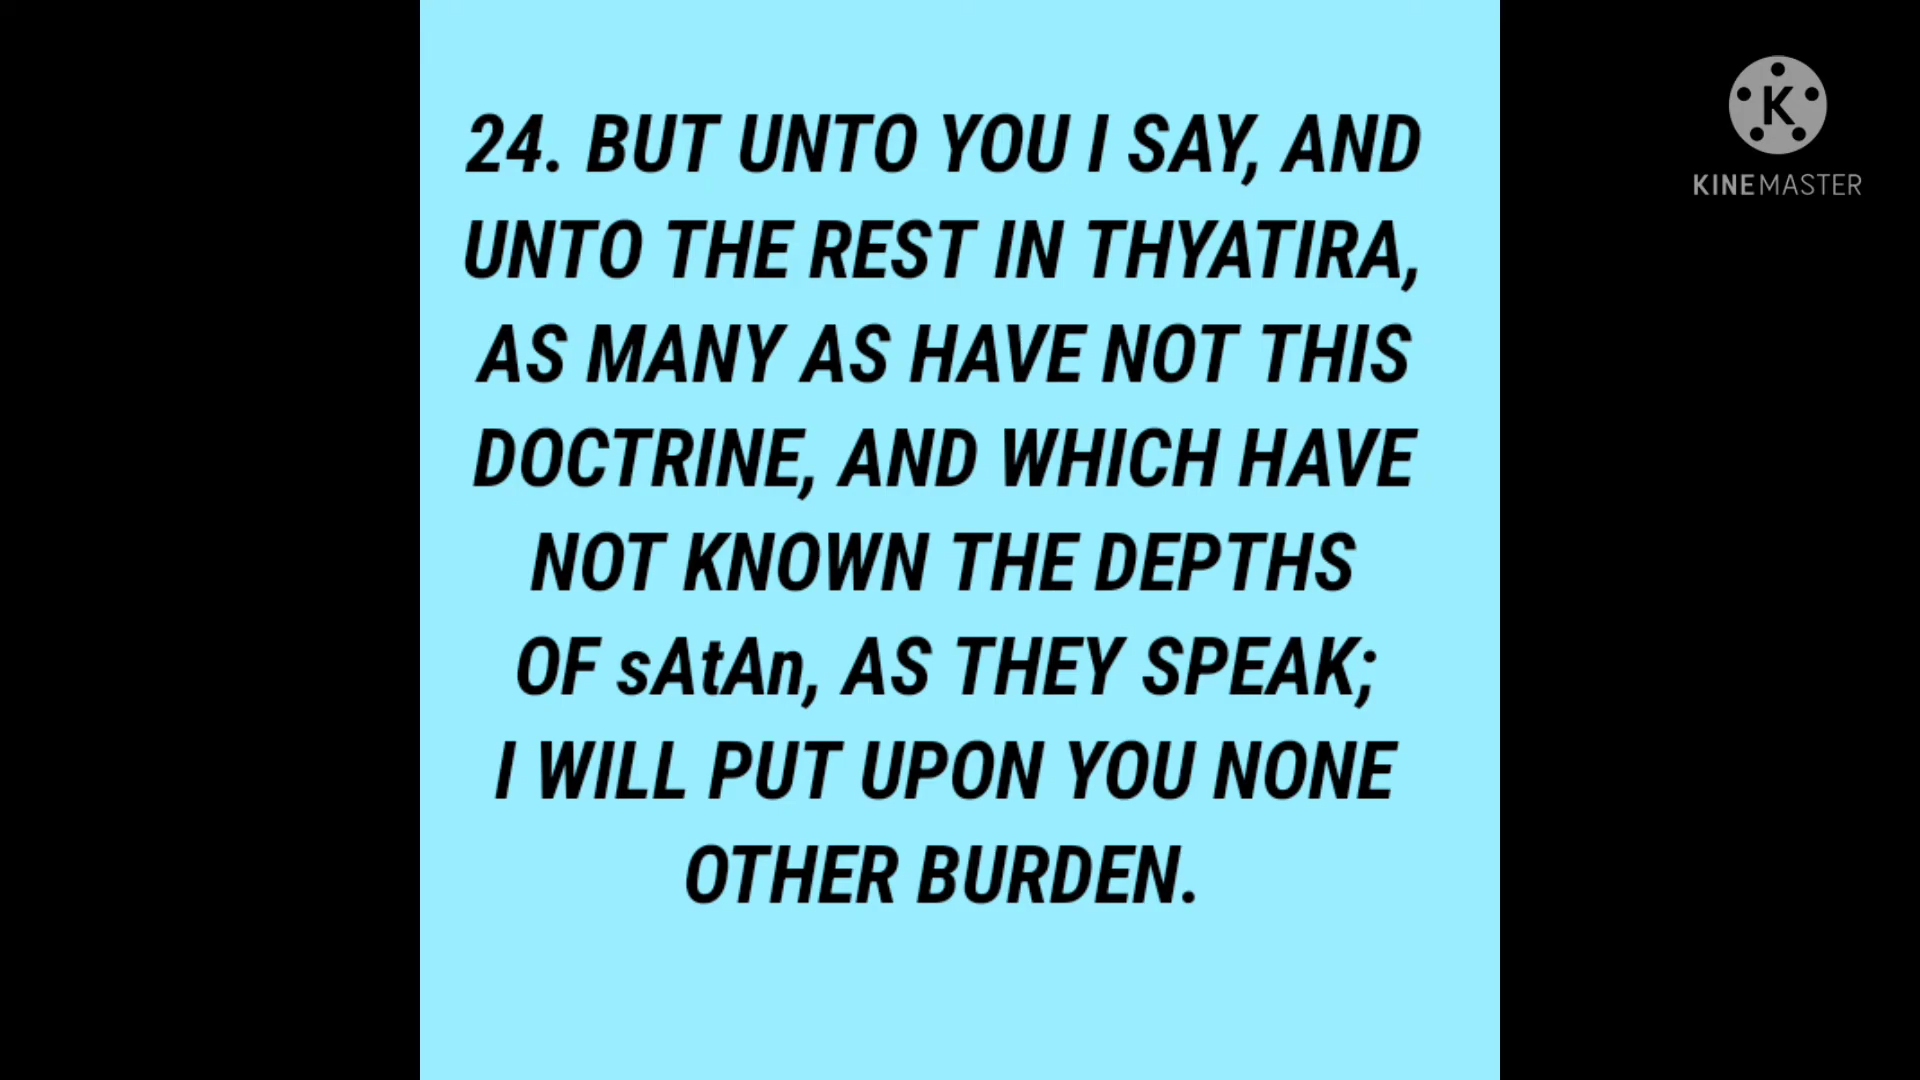 24. BUT UNTO YOU I SAY, AND
UNTO THE REST IN THYATIRA,
AS MANY AS HAVE NOT THIS
DOCTRINE, AND WHICH HAVE
NOT KNOWN THE DEPTHS
OF sAtAn, AS THEY SPEAK;
I WILL PUT UPON YOU NONE
OTHER BURDEN.
K
KINEMASTER